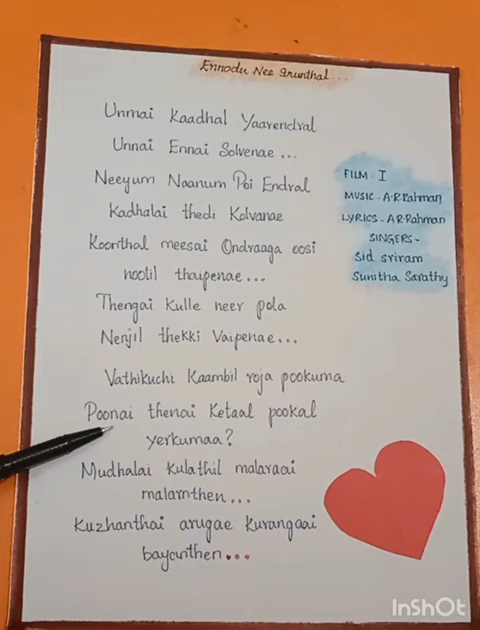 Ennodu Nee Irunthal...
Unmai Kaadhal Yaarendral
Unnai Ennai Solvenae...
Neeyum Naanum Poi Endral
Kadhalai thedi Kolvanae
Koonthal meesai Ondraaga oosi
noolil thaipenae...
Thengai Kulle neer pola
Nenjil thekki Vaipenae...
Vathikuchi Kaambil roja pookuma
Poonai thenai Ketaal pookal
yerkumaa?
Mudhalai Kulathil malaraai
malarnthen...
Kuzhanthai arugae Kurangaai
bayanthen...
FILM - I
MUSIC - A.R.Rahman
LYRICS - A.R.Rahman
SINGERS -
Sid sriram
Sunitha Sarathy
InShOt